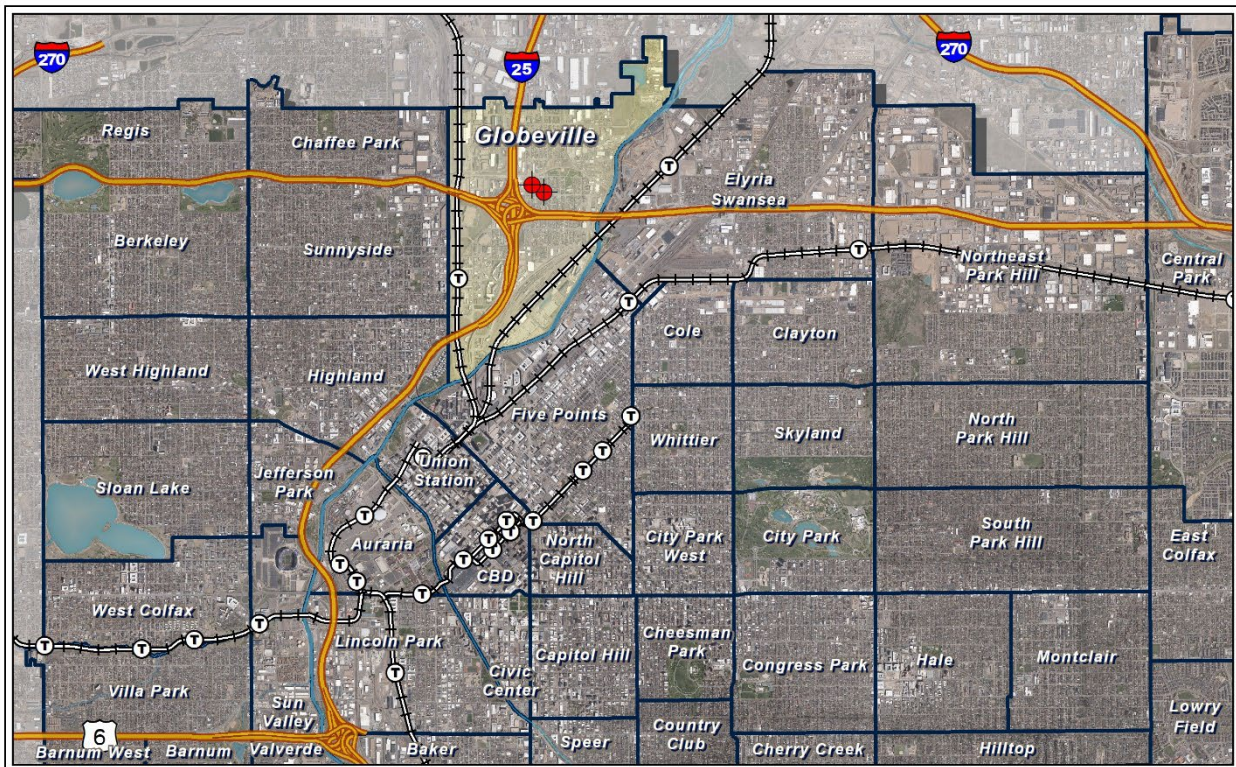 270
25
270
Regis
Chaffee Park
Globeville
T
Elyria
Swansea
Berkeley
Sunnyside
T
T
Northeast
Park Hill
Central
Park
T
Cole
Clayton
West Highland
Highland
Five Points
T
Whittier
Skyland
North
Park Hill
T
T
T
Union
Station
Sloan Lake
Jefferson
Park
T
T
T
T
T
T
T
Auraria
CBD
North
Capitol
Hill
City Park
West
City Park
South
Park Hill
East
Colfax
T
T
T
West Colfax
T
T
T
T
Lincoln Park
Civic
Center
Capitol Hill
Cheesman
Park
Congress Park
Hale
Montclair
T
Villa Park
Sun
Valley
Lowry
Field
6
Barnum West
Barnum
Valverde
Baker
Speer
Country
Club
Cherry Creek
Hilltop